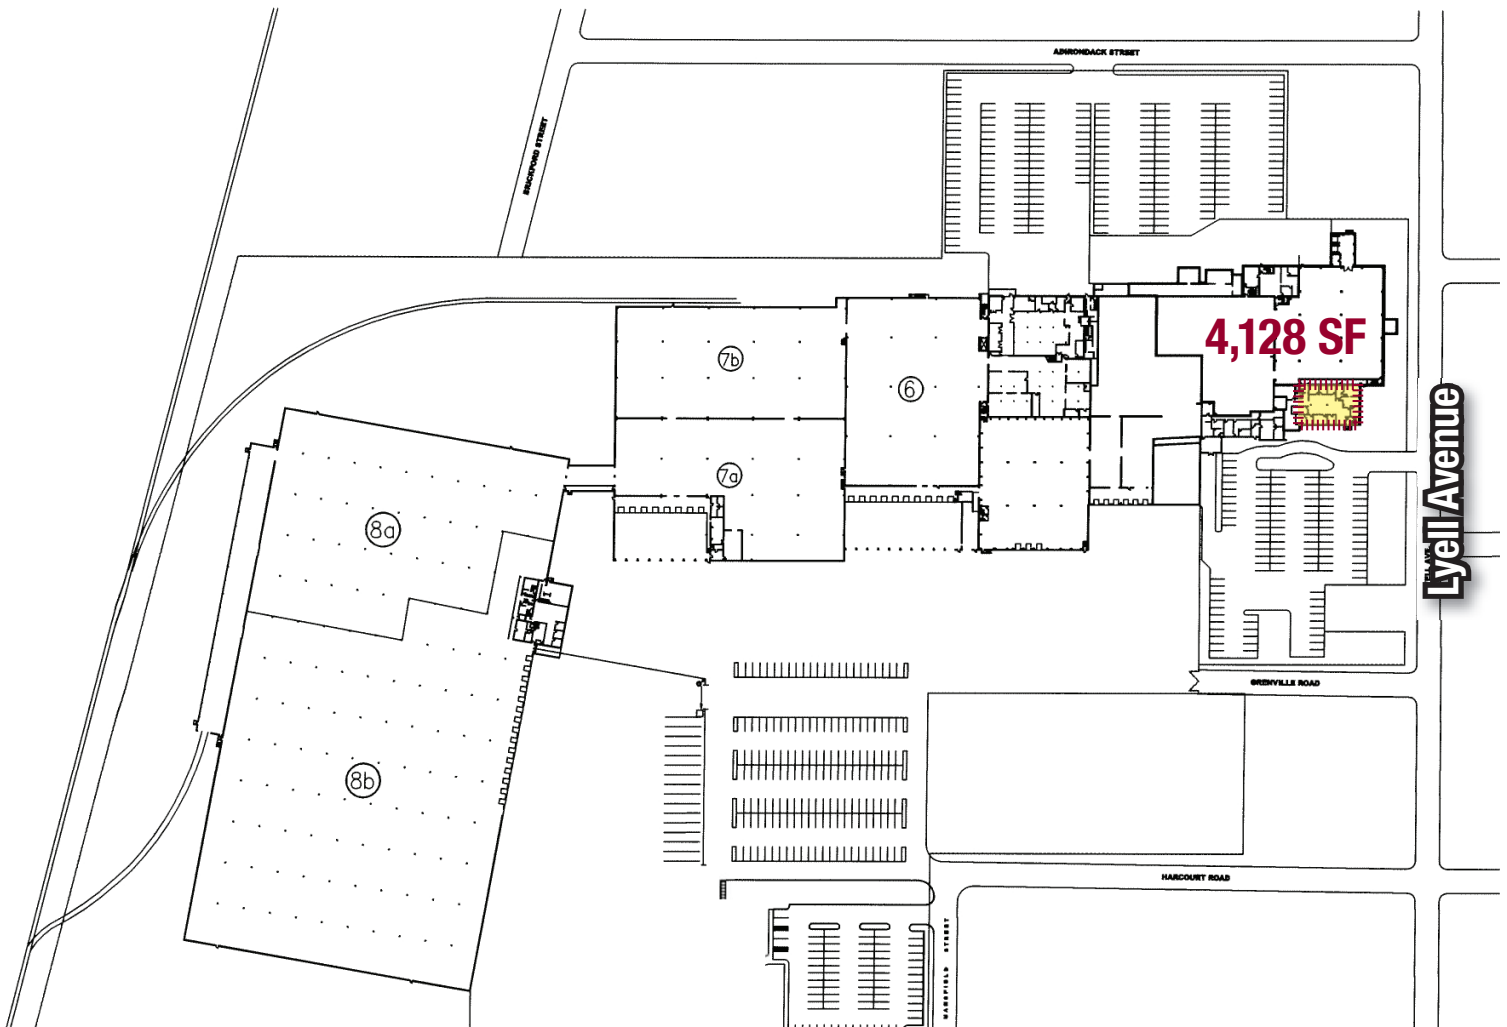 ADIRONDACK STREET
BRICKFORD STREET
4,128 SF
7b
6
Lyell Avenue
7a
8a
GRENVILLE ROAD
8b
HARCOURT ROAD
MANSFIELD STREET